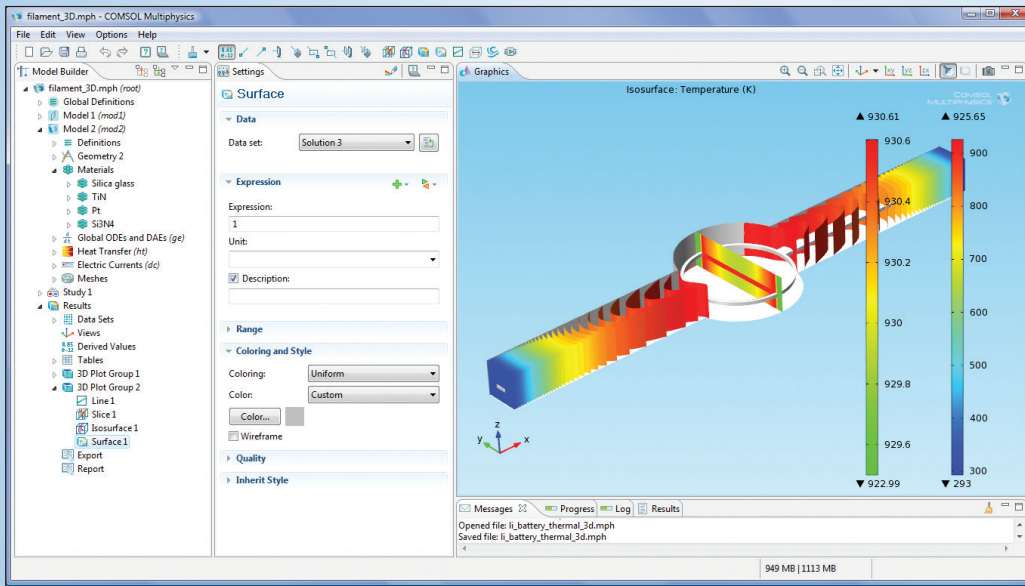 filament_3D.mph - COMSOL Multiphysics
File Edit View Options Help
Model Builder
filament_3D.mph (root)
Global Definitions
Model 1 (mod1)
Model 2 (mod2)
Definitions
Geometry 2
Materials
Silica glass
TiN
Pt
Si3N4
Global ODEs and DAEs (ge)
Heat Transfer (ht)
Electric Currents (dc)
Meshes
Study 1
Results
Data Sets
Views
8.85
e-12
Derived Values
Tables
3D Plot Group 1
3D Plot Group 2
Line 1
Slice 1
Isosurface 1
Surface 1
Export
Report
Settings
Surface
Data
Data set: Solution 3
Expression
Expression:
1
Unit:
Description:
Range
Coloring and Style
Coloring: Uniform
Color: Custom
Color...
Wireframe
Quality
Inherit Style
Graphics
Isosurface: Temperature (K)
COMSOL
MULTIPHYSICS
▲ 930.61
930.6
930.4
930.2
930
929.8
929.6
▼ 922.99
▲ 925.65
900
800
700
600
500
400
300
▼ 293
z
y
x
Messages Progress Log Results
Opened file: li_battery_thermal_3d.mph
Saved file: li_battery_thermal_3d.mph
949 MB | 1113 MB